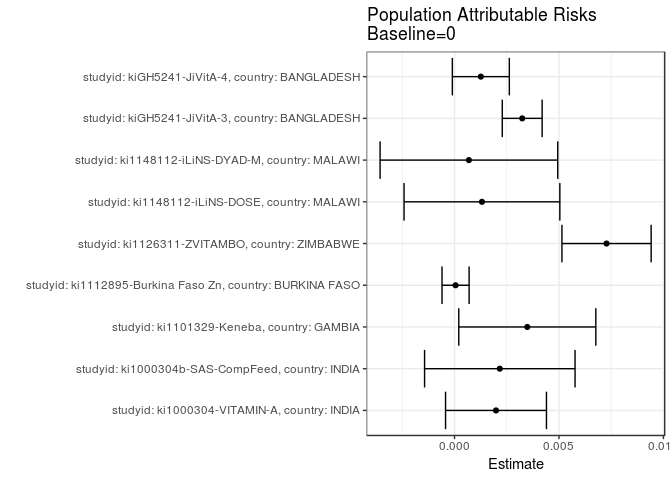 Population Attributable Risks
Baseline=0
studyid: kiGH5241-JiVitA-4, country: BANGLADESH
studyid: kiGH5241-JiVitA-3, country: BANGLADESH
studyid: ki1148112-iLiNS-DYAD-M, country: MALAWI
studyid: ki1148112-iLiNS-DOSE, country: MALAWI
studyid: ki1126311-ZVITAMBO, country: ZIMBABWE
studyid: ki1112895-Burkina Faso Zn, country: BURKINA FASO
studyid: ki1101329-Keneba, country: GAMBIA
studyid: ki1000304b-SAS-CompFeed, country: INDIA
studyid: ki1000304-VITAMIN-A, country: INDIA
0.000 0.005 0.01
Estimate